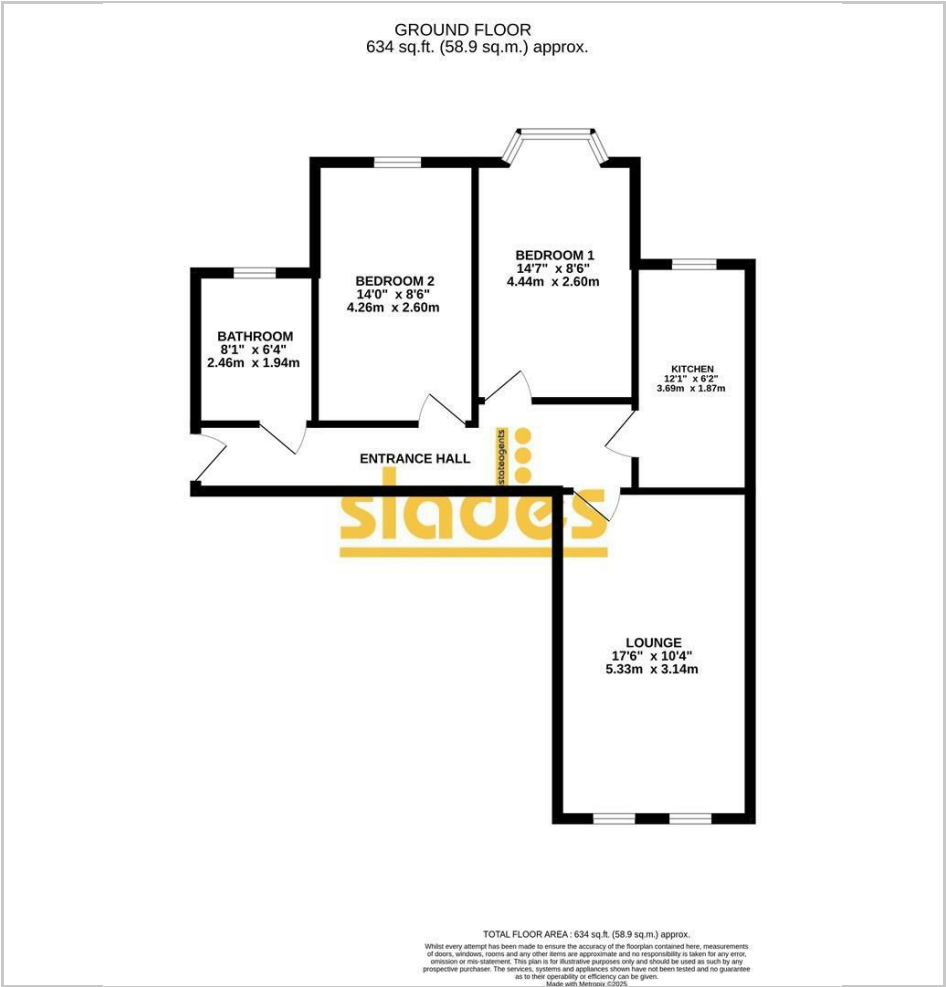 GROUND FLOOR
634 sq.ft. (58.9 sq.m.) approx.
BEDROOM 1
14'7" x 8'6"
4.44m x 2.60m
BEDROOM 2
14'0" x 8'6"
4.26m x 2.60m
BATHROOM
8'1" x 6'4"
2.46m x 1.94m
KITCHEN
12'1" x 6'2"
3.69m x 1.87m
ENTRANCE HALL
estateagents
slades
LOUNGE
17'6" x 10'4"
5.33m x 3.14m
TOTAL FLOOR AREA : 634 sq.ft. (58.9 sq.m.) approx.
Whilst every attempt has been made to ensure the accuracy of the floorplan contained here, measurements
of doors, windows, rooms and any other items are approximate and no responsibility is taken for any error,
omission or mis-statement. This plan is for illustrative purposes only and should be used as such by any
prospective purchaser. The services, systems and appliances shown have not been tested and no guarantee
as to their operability or efficiency can be given.
Made with Metropix ©2025